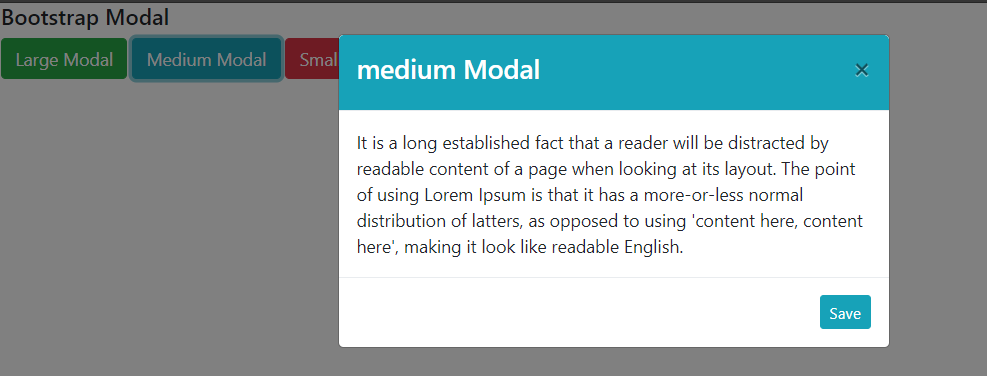 Bootstrap Modal
Large Modal Medium Modal Smal
medium Modal ×
It is a long established fact that a reader will be distracted by
readable content of a page when looking at its layout. The point
of using Lorem Ipsum is that it has a more-or-less normal
distribution of latters, as opposed to using 'content here, content
here', making it look like readable English.
Save